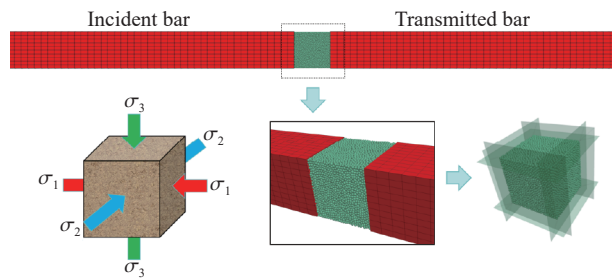 Incident bar
Transmitted bar
σ3
σ2
σ1
σ1
σ2
σ3